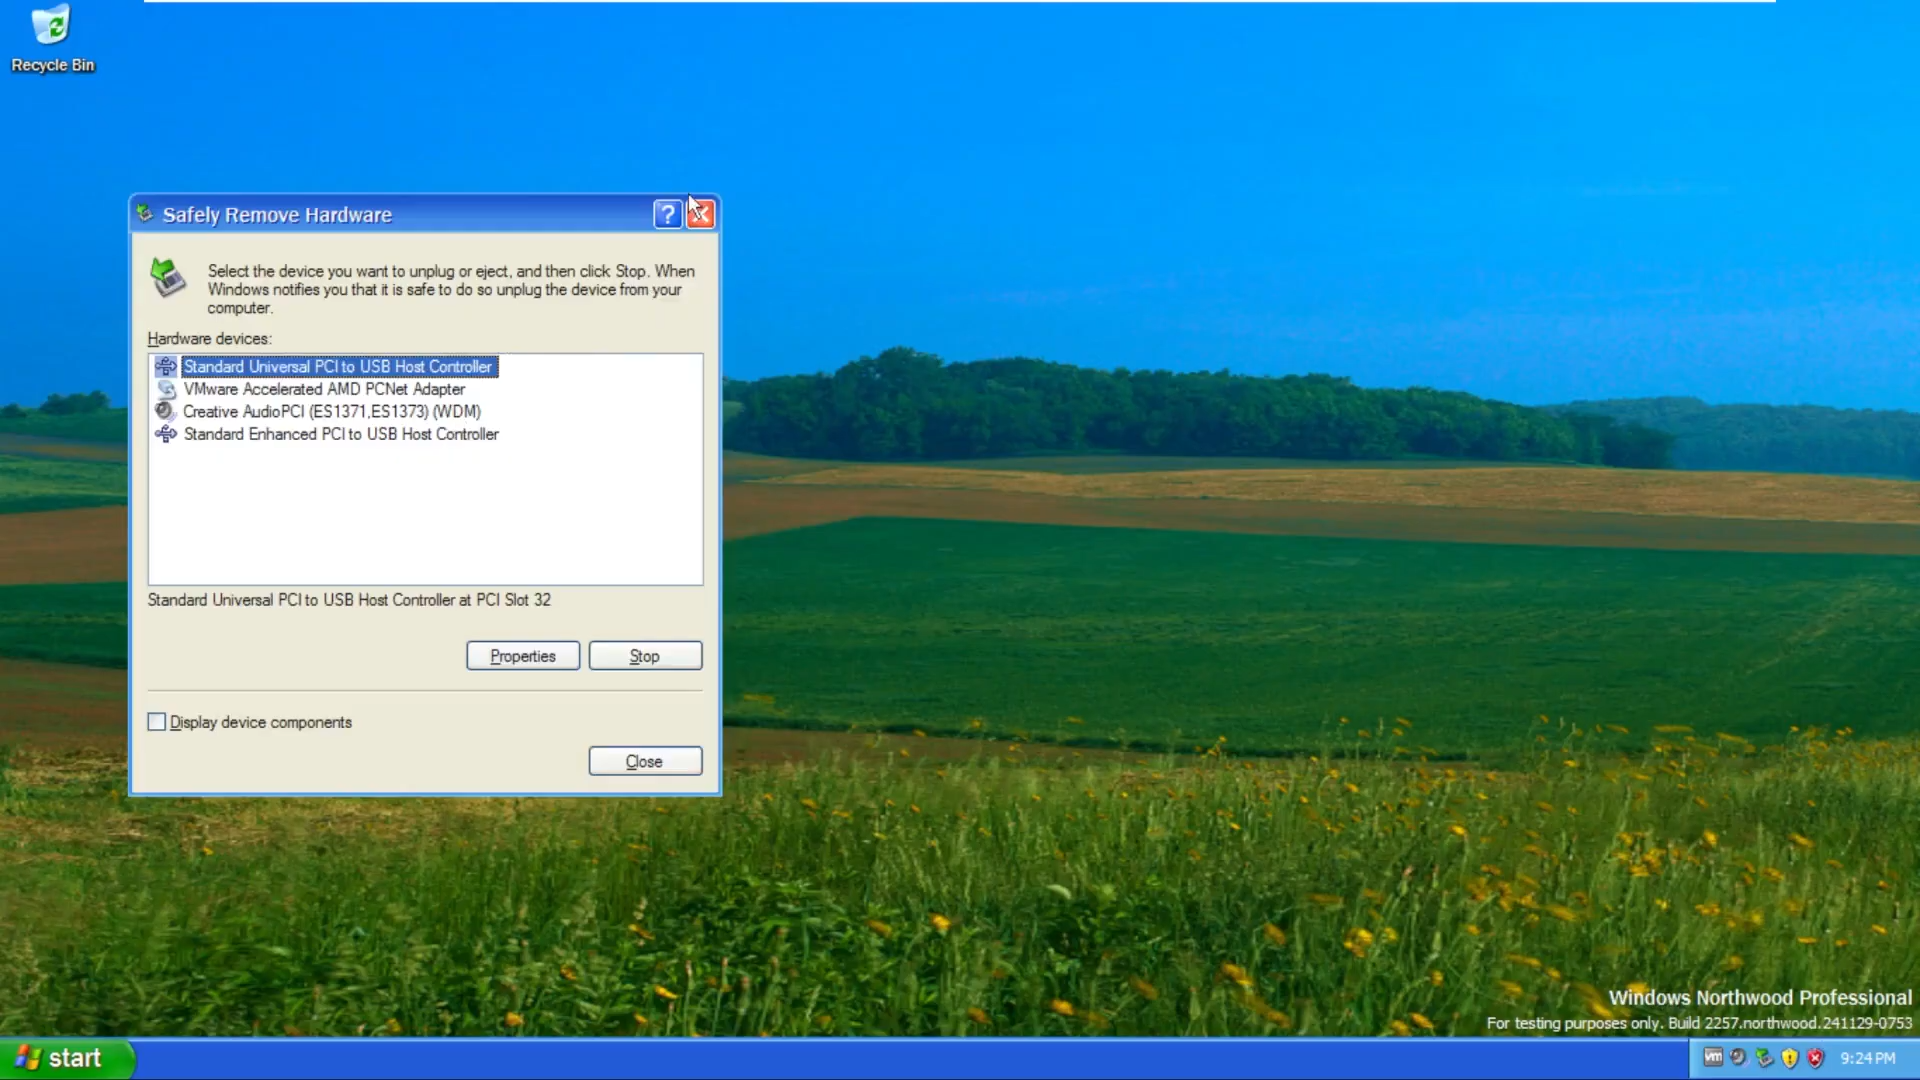 Recycle Bin
Safely Remove Hardware
?
Select the device you want to unplug or eject, and then click Stop. When
Windows notifies you that it is safe to do so unplug the device from your
computer.
Hardware devices:
Standard Universal PCI to USB Host Controller
VMware Accelerated AMD PCNet Adapter
Creative AudioPCI (ES1371,ES1373) (WDM)
Standard Enhanced PCI to USB Host Controller
Standard Universal PCI to USB Host Controller at PCI Slot 32
Properties
Stop
Display device components
Close
Windows Northwood Professional
For testing purposes only. Build 2257.northwood.241129-0753
start
vm
9:24 PM